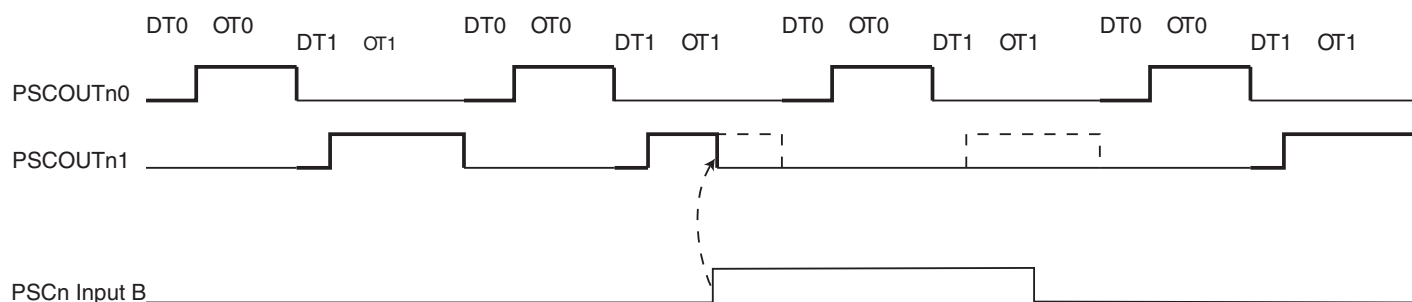 DT0 OT0 DT0 OT0 DT0 OT0 DT0 OT0
DT1 OT1 DT1 OT1 DT1 OT1 DT1 OT1
PSCOUTn0
PSCOUTn1
PSCn Input B